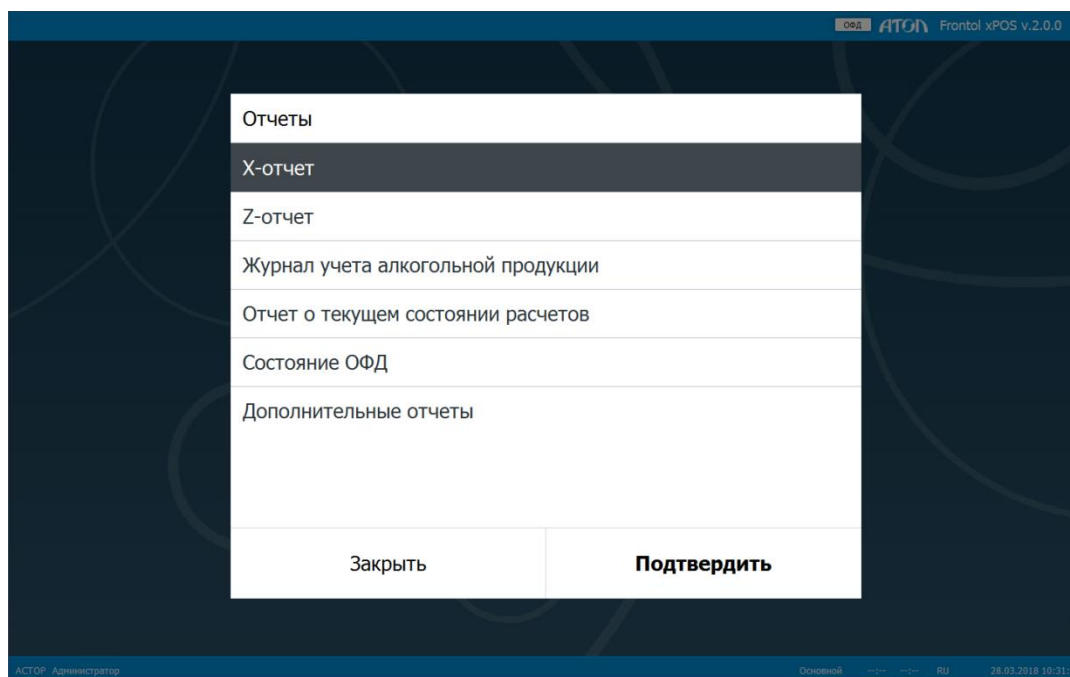 ОФД АТОЛ Frontol xPOS v.2.0.0
Отчеты
X-отчет
Z-отчет
Журнал учета алкогольной продукции
Отчет о текущем состоянии расчетов
Состояние ОФД
Дополнительные отчеты
Закрыть Подтвердить
АСТОР Администратор Основной --:-- --:-- RU 28.03.2018 10:31: